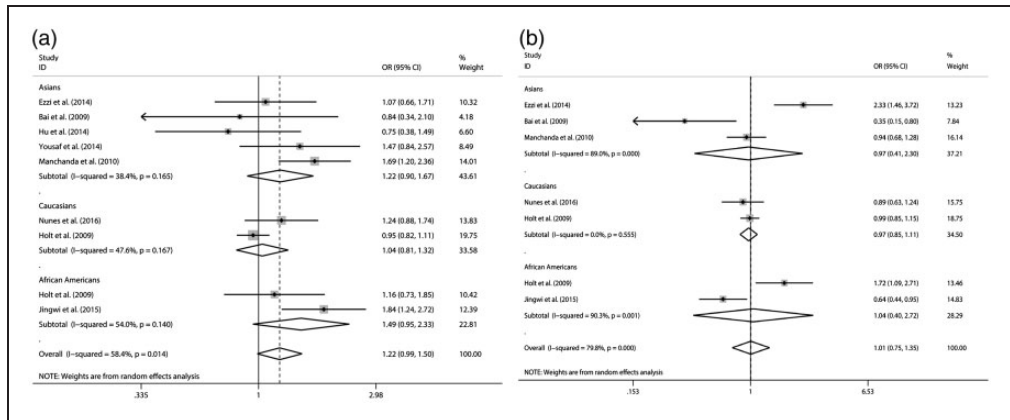 (a)
Study
ID
OR (95% CI)
%
Weight
Asians
Ezzi et al. (2014) 1.07 (0.66, 1.71) 10.32
Bai et al. (2009) 0.84 (0.34, 2.10) 4.18
Hu et al. (2014) 0.75 (0.38, 1.49) 6.60
Yousaf et al. (2014) 1.47 (0.84, 2.57) 8.49
Manchanda et al. (2010) 1.69 (1.20, 2.36) 14.01
Subtotal (I-squared = 38.4%, p = 0.165) 1.22 (0.90, 1.67) 43.61
.
Caucasians
Nunes et al. (2016) 1.24 (0.88, 1.74) 13.83
Holt et al. (2009) 0.95 (0.82, 1.11) 19.75
Subtotal (I-squared = 47.6%, p = 0.167) 1.04 (0.81, 1.32) 33.58
.
African Americans
Holt et al. (2009) 1.16 (0.73, 1.85) 10.42
Jingwi et al. (2015) 1.84 (1.24, 2.72) 12.39
Subtotal (I-squared = 54.0%, p = 0.140) 1.49 (0.95, 2.33) 22.81
.
Overall (I-squared = 58.4%, p = 0.014) 1.22 (0.99, 1.50) 100.00
NOTE: Weights are from random effects analysis
.335 1 2.98
(b)
Study
ID
OR (95% CI)
%
Weight
Asians
Ezzi et al. (2014) 2.33 (1.46, 3.72) 13.23
Bai et al. (2009) 0.35 (0.15, 0.80) 7.84
Manchanda et al. (2010) 0.94 (0.68, 1.28) 16.14
Subtotal (I-squared = 89.0%, p = 0.000) 0.97 (0.41, 2.30) 37.21
.
Caucasians
Nunes et al. (2016) 0.89 (0.63, 1.24) 15.75
Holt et al. (2009) 0.99 (0.85, 1.15) 18.75
Subtotal (I-squared = 0.0%, p = 0.555) 0.97 (0.85, 1.11) 34.50
.
African Americans
Holt et al. (2009) 1.72 (1.09, 2.71) 13.46
Jingwi et al. (2015) 0.64 (0.44, 0.95) 14.83
Subtotal (I-squared = 90.3%, p = 0.001) 1.04 (0.40, 2.72) 28.29
.
Overall (I-squared = 79.8%, p = 0.000) 1.01 (0.75, 1.35) 100.00
NOTE: Weights are from random effects analysis
.153 1 6.53